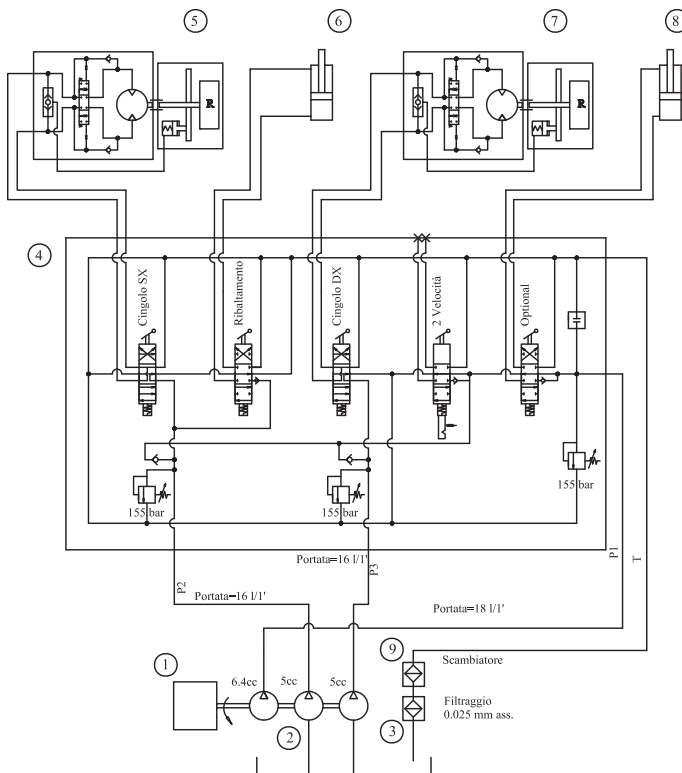 5
6
7
8
R
R
4
Cingolo SX
Ribaltamento
Cingolo DX
2 Velocità
Optional
155 bar
155 bar
155 bar
Portata=16 l/1'
P2
P3
P1
T
Portata=16 l/1'
Portata=18 l/1'
9
Scambiatore
1
6.4cc
5cc
5cc
Filtraggio
0.025 mm ass.
2
3